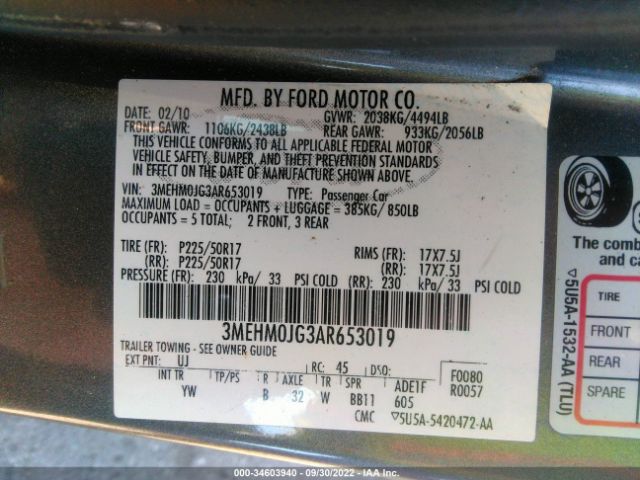 MFD. BY FORD MOTOR CO.
DATE: 02/10 GVWR: 2038KG/4494LB
FRONT GAWR: 1106KG/2438LB REAR GAWR: 933KG/2056LB
THIS VEHICLE CONFORMS TO ALL APPLICABLE FEDERAL MOTOR
VEHICLE SAFETY, BUMPER, AND THEFT PREVENTION STANDARDS
IN EFFECT ON THE DATE OF MANUFACTURE SHOWN ABOVE.
VIN: 3MEHM0JG3AR653019 TYPE: Passenger Car
MAXIMUM LOAD = OCCUPANTS + LUGGAGE = 385KG/850LB
OCCUPANTS = 5 TOTAL; 2 FRONT, 3 REAR
TIRE (FR): P225/50R17 RIMS (FR): 17X7.5J
(RR): P225/50R17 (RR): 17X7.5J
PRESSURE (FR): 230 kPa/ 33 PSI COLD (RR): 230 kPa/ 33 PSI COLD
3MEHM0JG3AR653019
TRAILER TOWING - SEE OWNER GUIDE
EXT PNT: UJ RC: 45 DSO: F0080
INT TR TP/PS R AXLE TR SPR ADE1F R0057
YW B 32 W BB11 605
CMC ▽5U5A-5420472-AA
The comb
▽5U5A-1532-AA (TLU)
TIRE
FRONT
REAR
SPARE
000-34603940 - 09/30/2022 - IAA Inc.